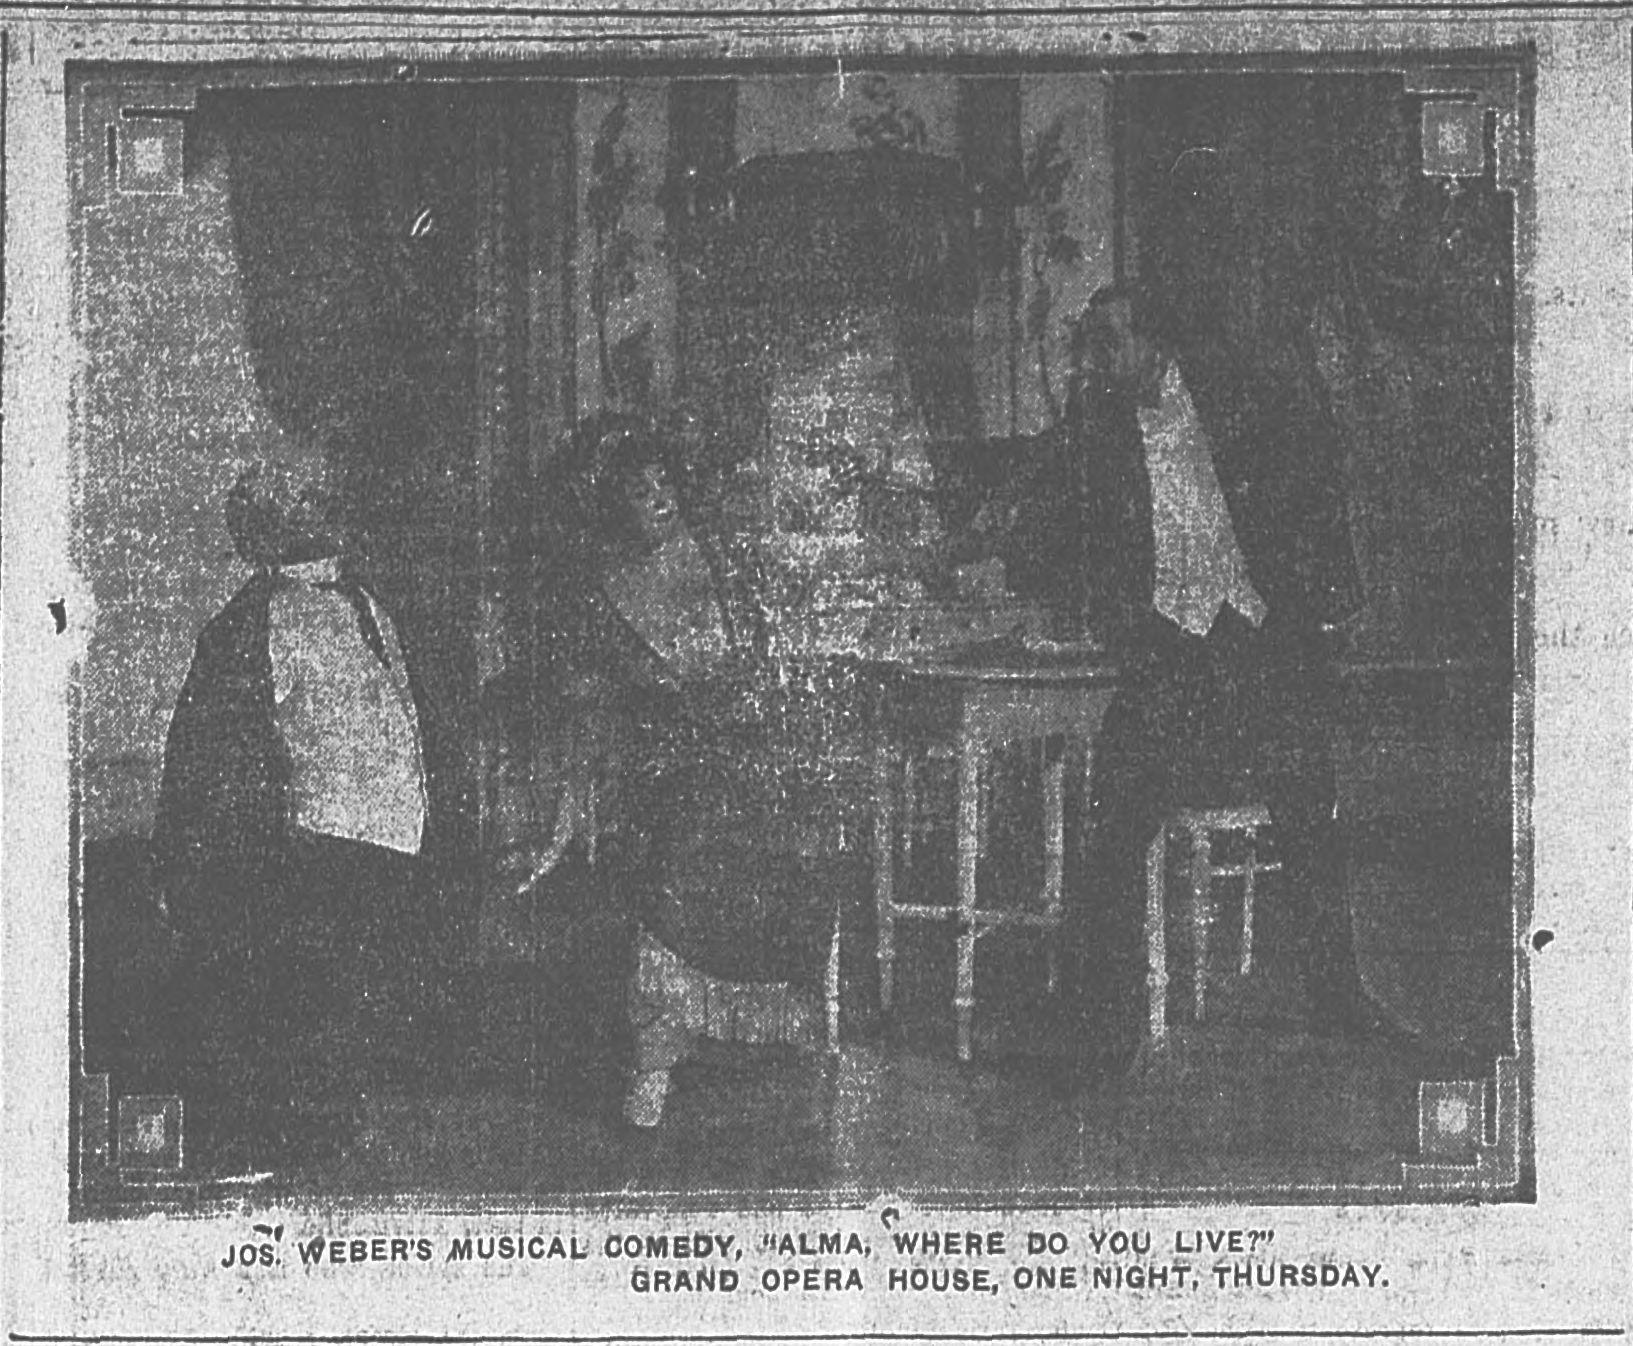 JOS. WEBER'S MUSICAL COMEDY, "ALMA, WHERE DO YOU LIVE?"
GRAND OPERA HOUSE, ONE NIGHT, THURSDAY.